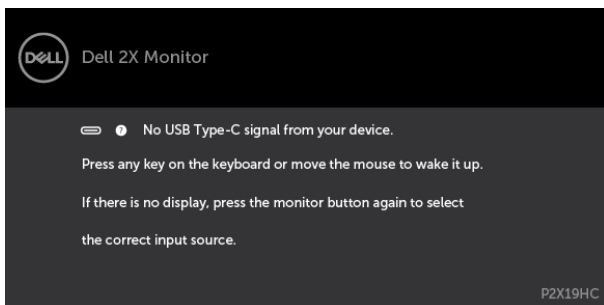 DELL
Dell 2X Monitor
? No USB Type-C signal from your device.
Press any key on the keyboard or move the mouse to wake it up.
If there is no display, press the monitor button again to select
the correct input source.
P2X19HC